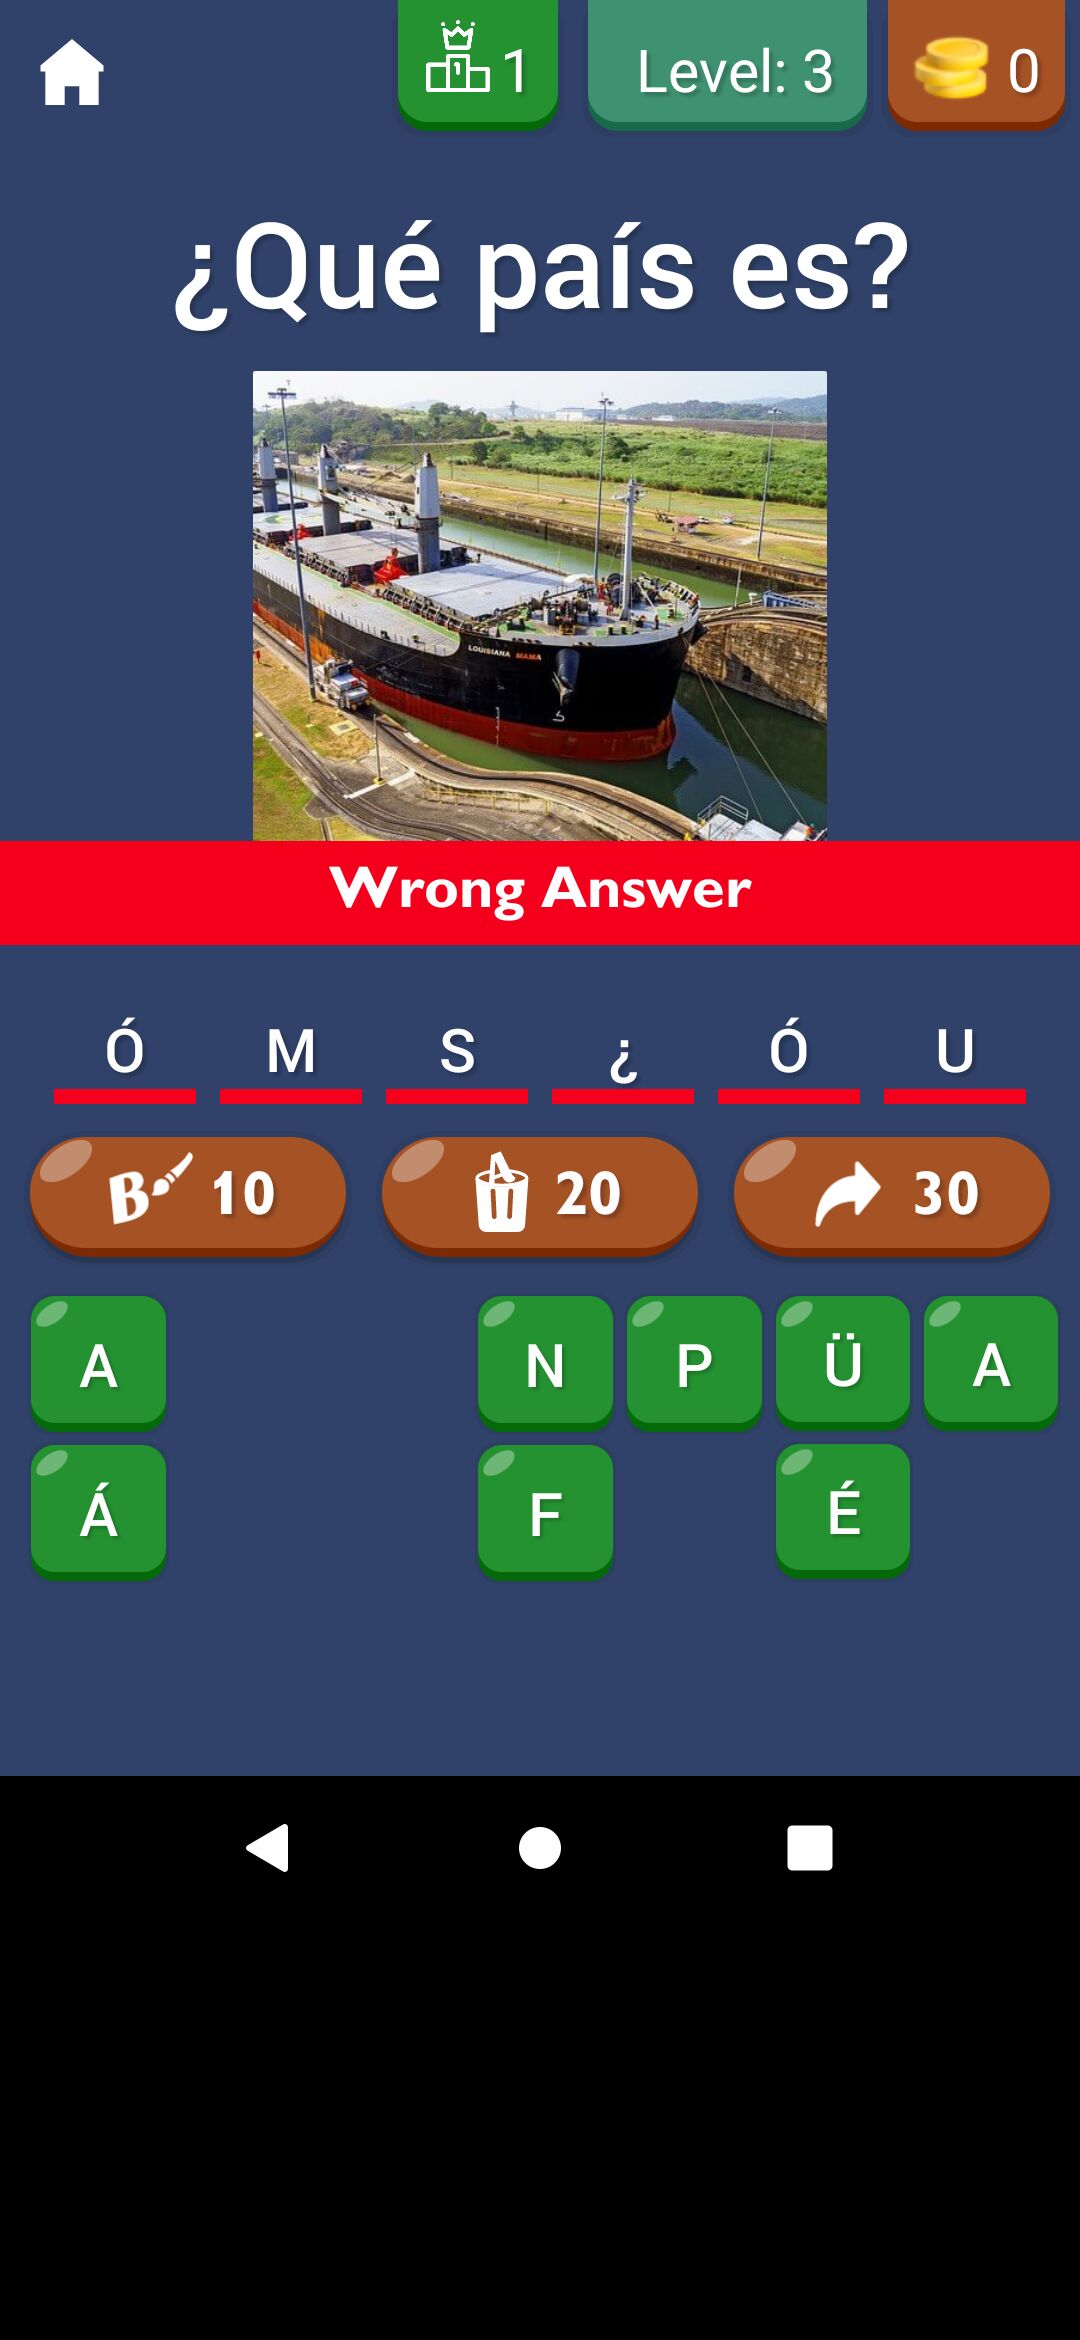 1
Level: 3
0
¿Qué país es?
LOUISIANA MAMA
Wrong Answer
Ó M S ¿ Ó U
B 10
20
30
A N P Ü A
Á F É